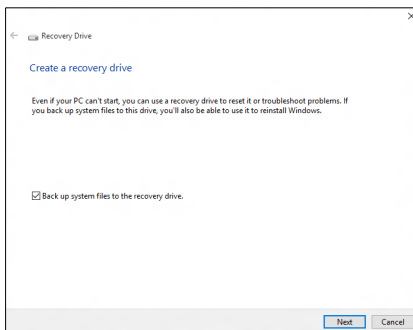 Recovery Drive
Create a recovery drive
Even if your PC can't start, you can use a recovery drive to reset it or troubleshoot problems. If
you back up system files to this drive, you'll also be able to use it to reinstall Windows.
Back up system files to the recovery drive.
Next Cancel